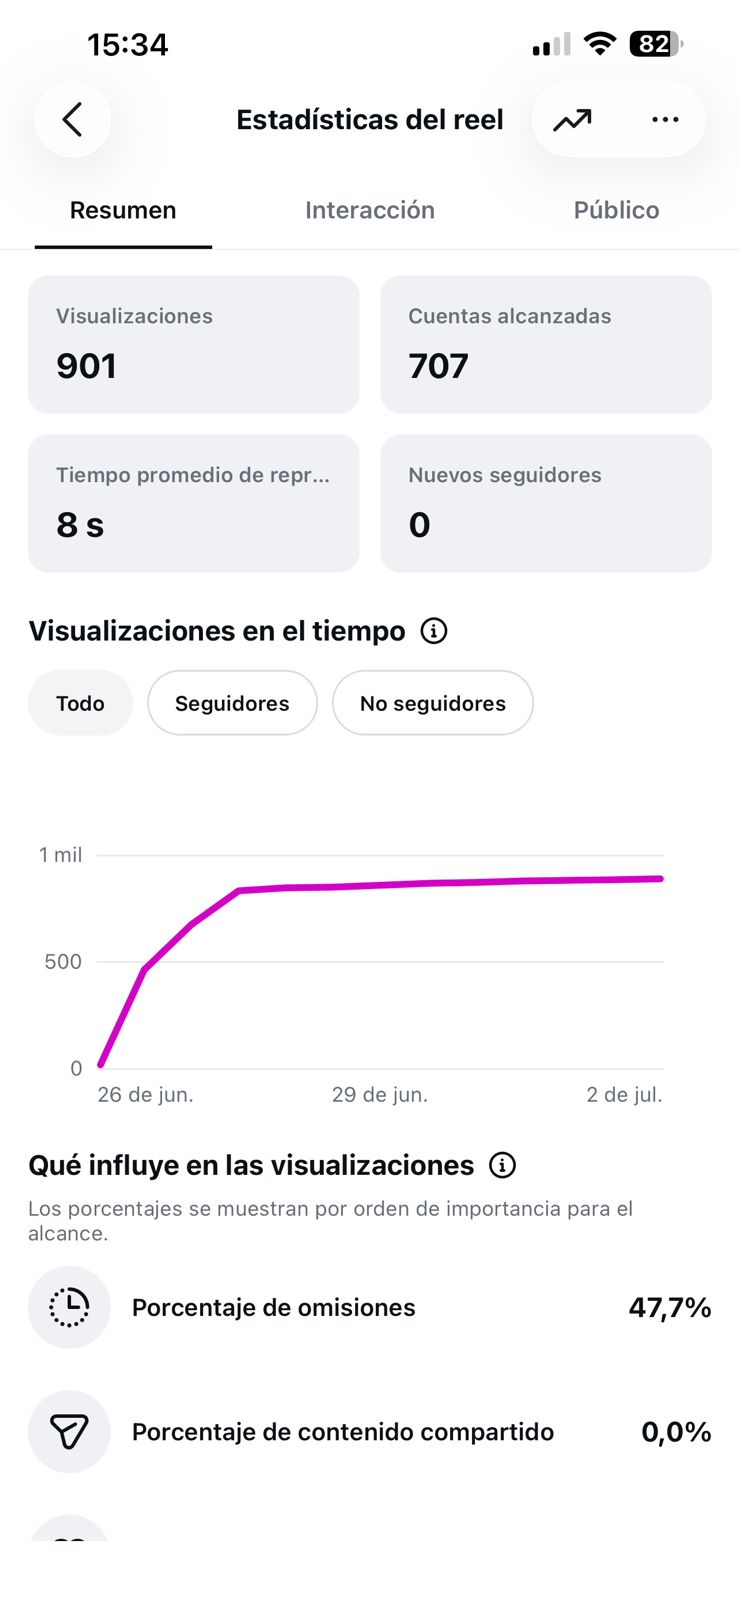 15:34
82
Estadísticas del reel
Resumen
Interacción
Público
Visualizaciones
901
Cuentas alcanzadas
707
Tiempo promedio de repr...
8 s
Nuevos seguidores
0
Visualizaciones en el tiempo
Todo
Seguidores
No seguidores
1 mil
500
0
26 de jun.
29 de jun.
2 de jul.
Qué influye en las visualizaciones
Los porcentajes se muestran por orden de importancia para el
alcance.
Porcentaje de omisiones
47,7%
Porcentaje de contenido compartido
0,0%